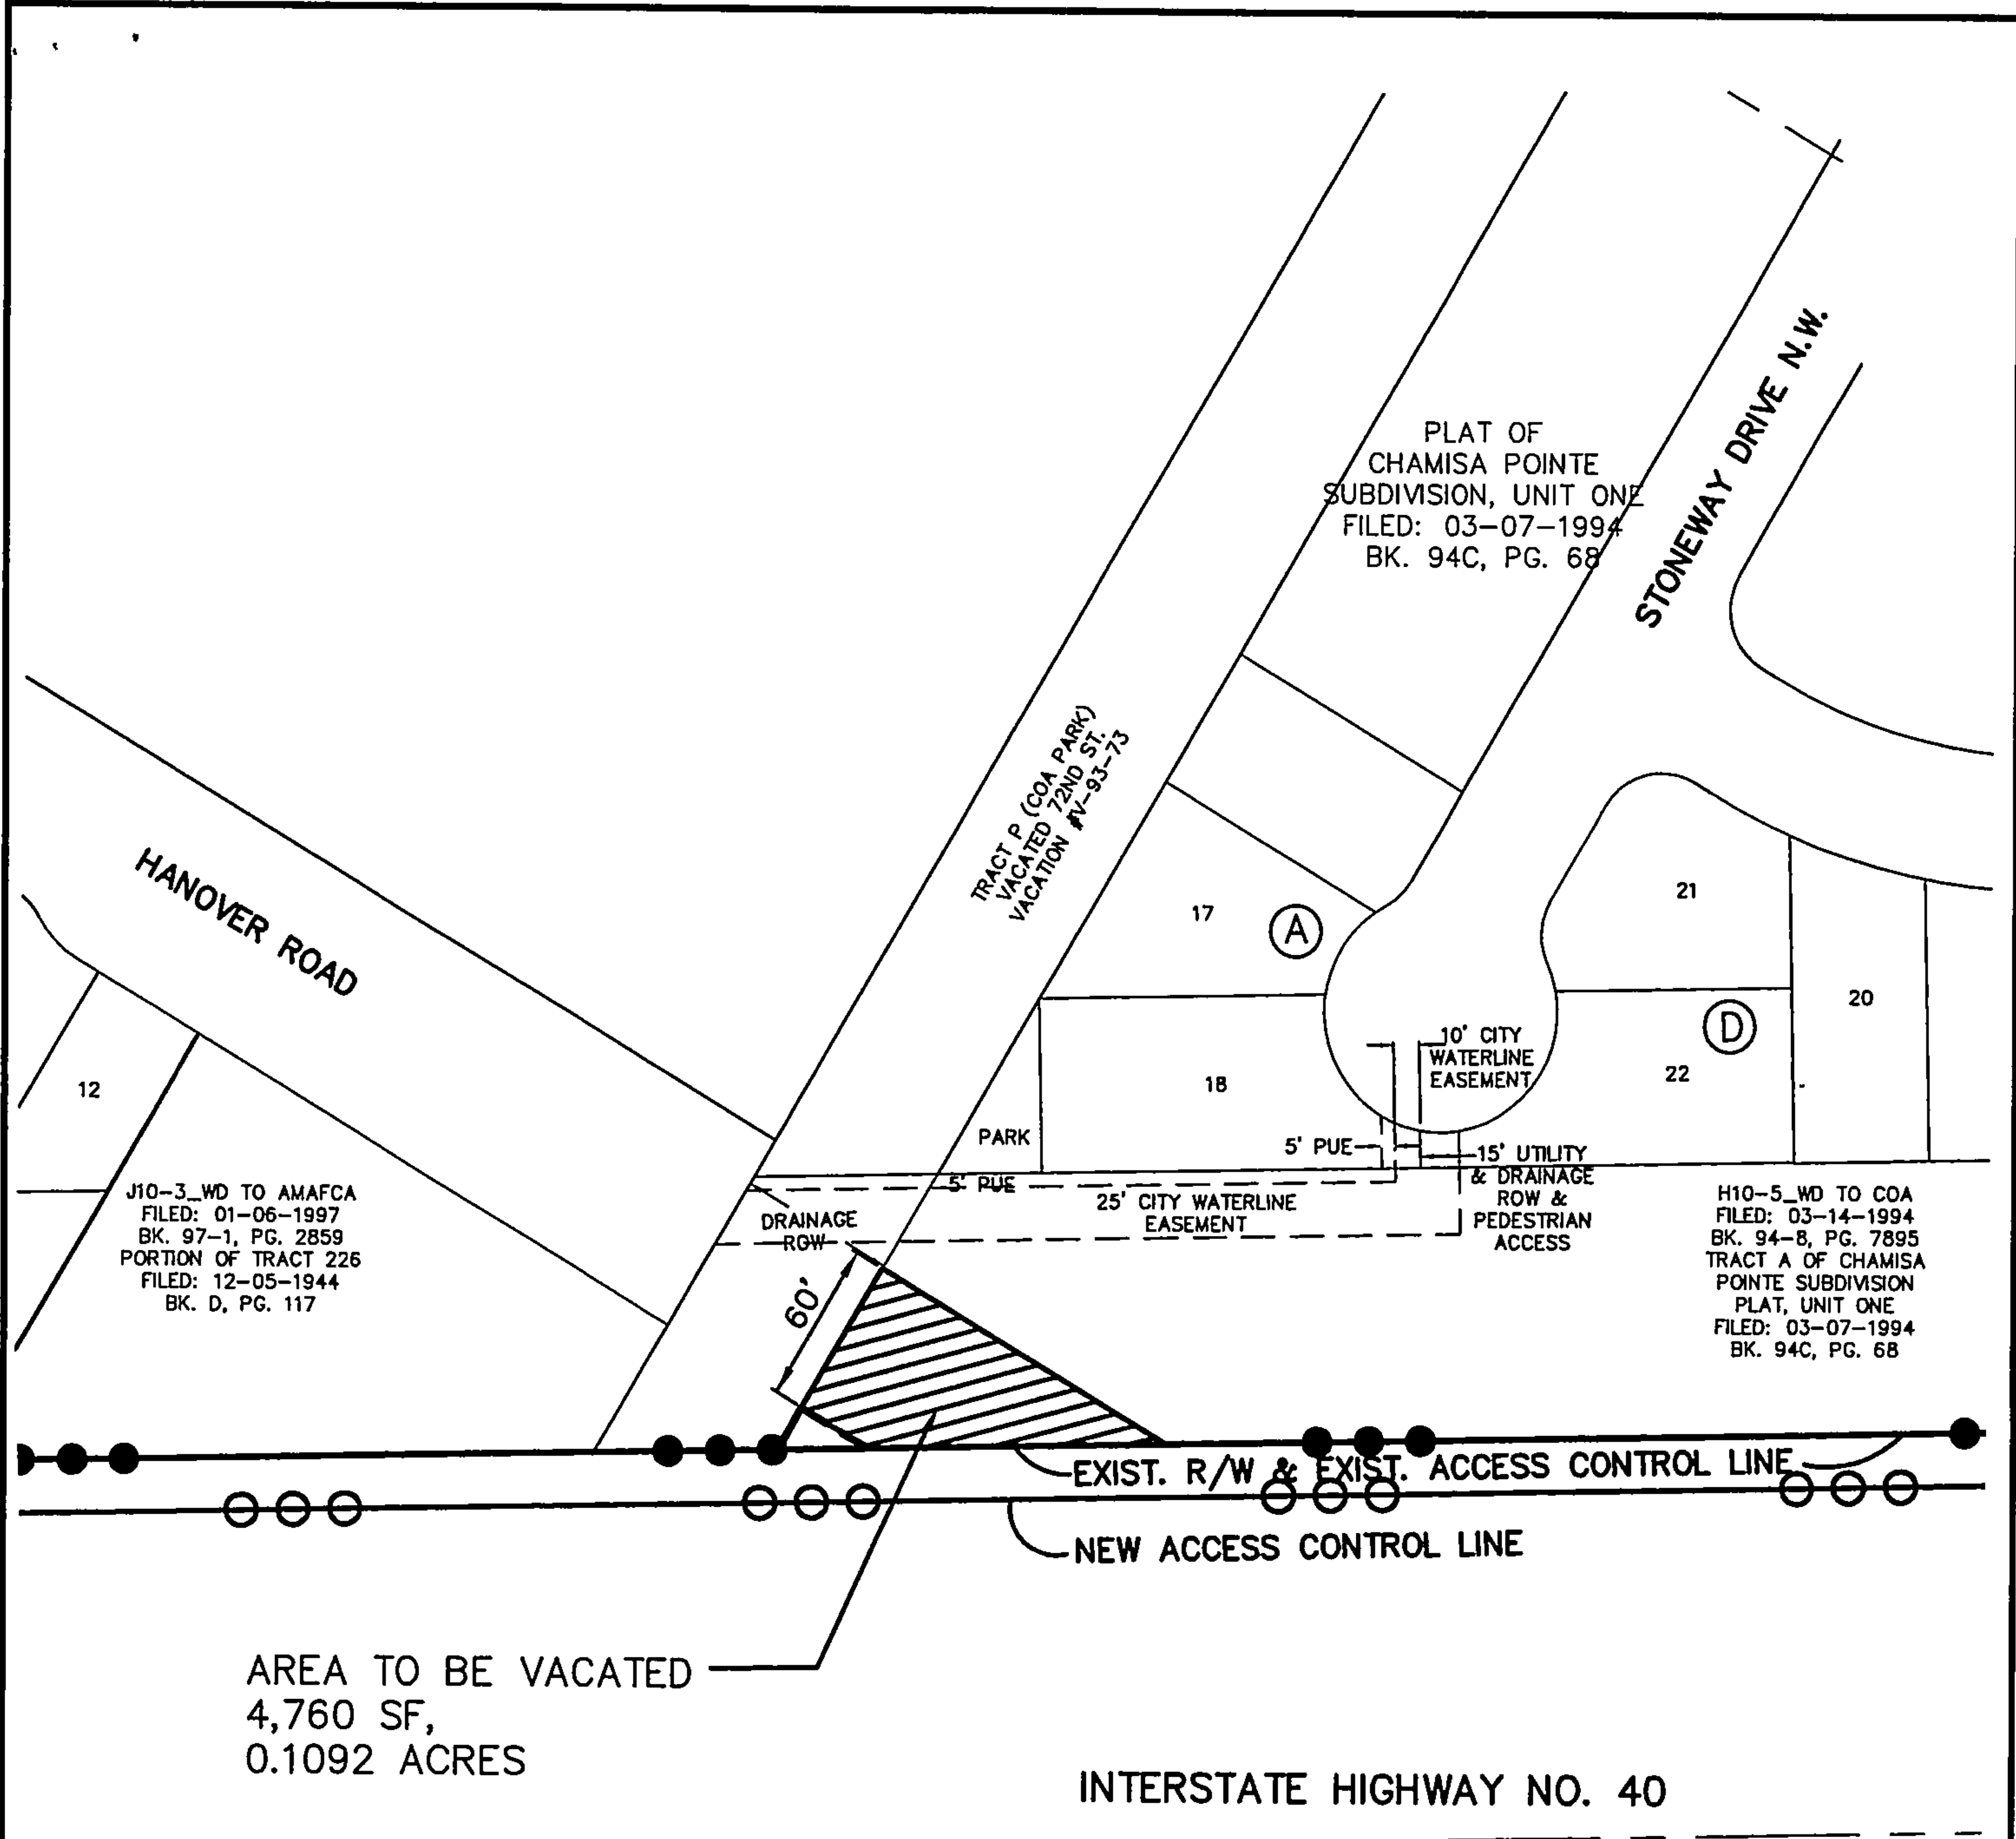 PLAT OF
CHAMISA POINTE
SUBDIVISION, UNIT ONE
FILED: 03-07-1994
BK. 94C, PG. 68
STONEWAY DRIVE N.W.
TRACT P (COA PARK)
VACATED 72ND ST.
VACATION #V-93-73
HANOVER ROAD
17
A
21
20
D
10' CITY
WATERLINE
EASEMENT
12
18
22
PARK
5' PUE
15' UTILITY
& DRAINAGE
ROW &
PEDESTRIAN
ACCESS
5' PUE
25' CITY WATERLINE
EASEMENT
DRAINAGE
ROW
J10-3_WD TO AMAFCA
FILED: 01-06-1997
BK. 97-1, PG. 2859
PORTION OF TRACT 226
FILED: 12-05-1944
BK. D, PG. 117
H10-5_WD TO COA
FILED: 03-14-1994
BK. 94-8, PG. 7895
TRACT A OF CHAMISA
POINTE SUBDIVISION
PLAT, UNIT ONE
FILED: 03-07-1994
BK. 94C, PG. 68
60'
EXIST. R/W & EXIST. ACCESS CONTROL LINE
NEW ACCESS CONTROL LINE
AREA TO BE VACATED
4,760 SF,
0.1092 ACRES
INTERSTATE HIGHWAY NO. 40